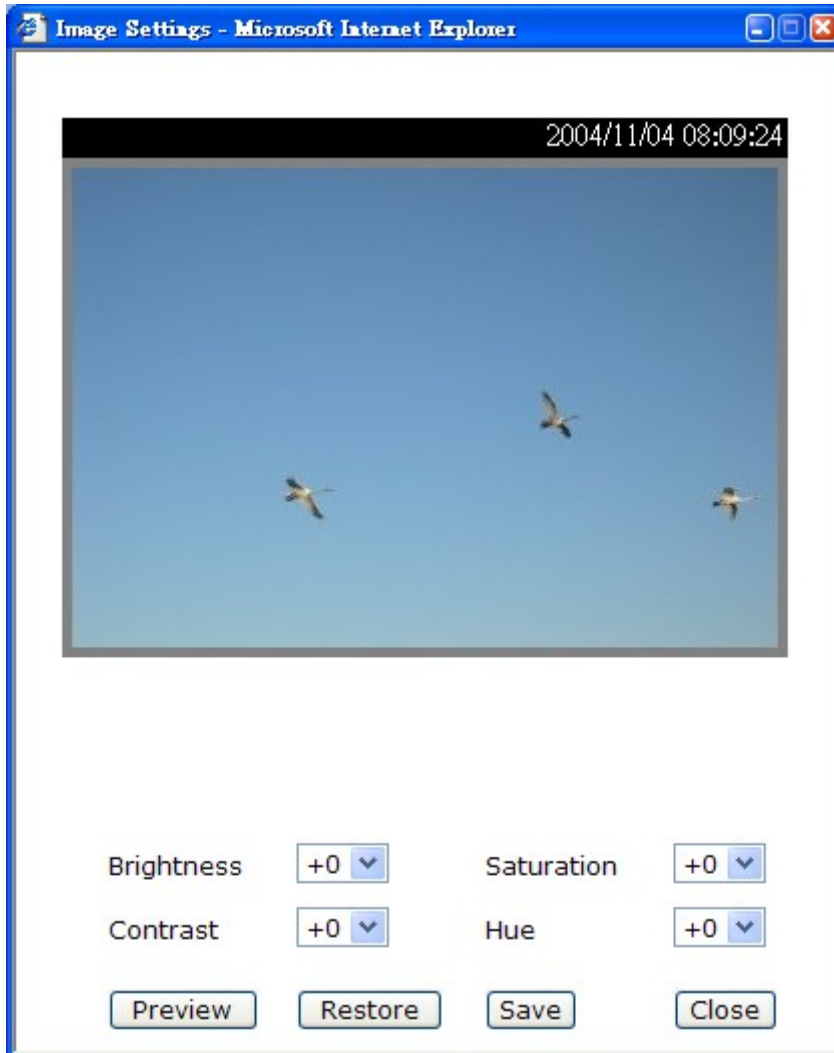 Image Settings - Microsoft Internet Explorer
2004/11/04 08:09:24
Brightness +0 Saturation +0
Contrast +0 Hue +0
Preview Restore Save Close